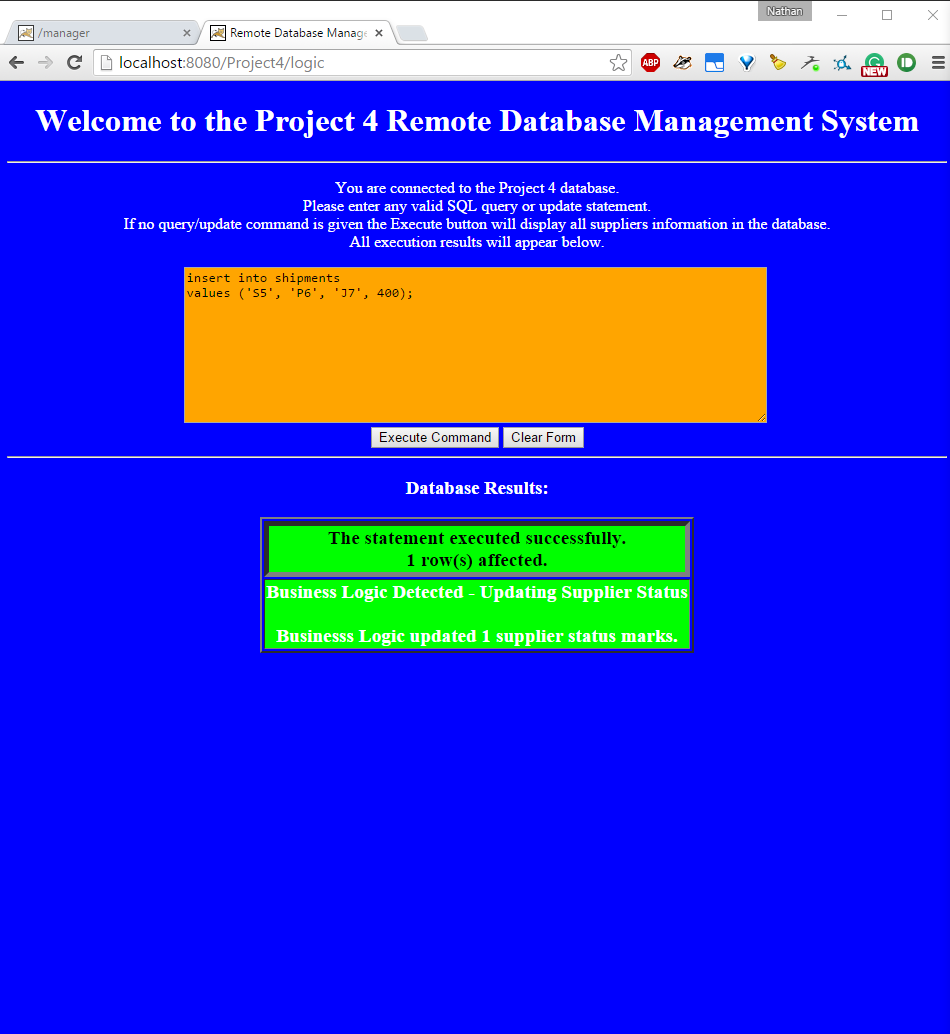 Nathan
/manager
Remote Database Manage
localhost:8080/Project4/logic
ABP
NEW
Welcome to the Project 4 Remote Database Management System
You are connected to the Project 4 database.
Please enter any valid SQL query or update statement.
If no query/update command is given the Execute button will display all suppliers information in the database.
All execution results will appear below.
insert into shipments
values ('S5', 'P6', 'J7', 400);
Execute Command Clear Form
Database Results:
The statement executed successfully.
1 row(s) affected.
Business Logic Detected - Updating Supplier Status
Businesss Logic updated 1 supplier status marks.